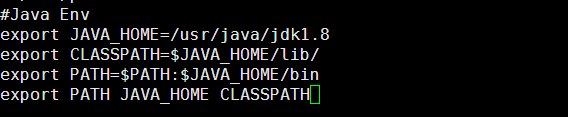 #Java Env
export JAVA_HOME=/usr/java/jdk1.8
export CLASSPATH=$JAVA_HOME/lib/
export PATH=$PATH:$JAVA_HOME/bin
export PATH JAVA_HOME CLASSPATH